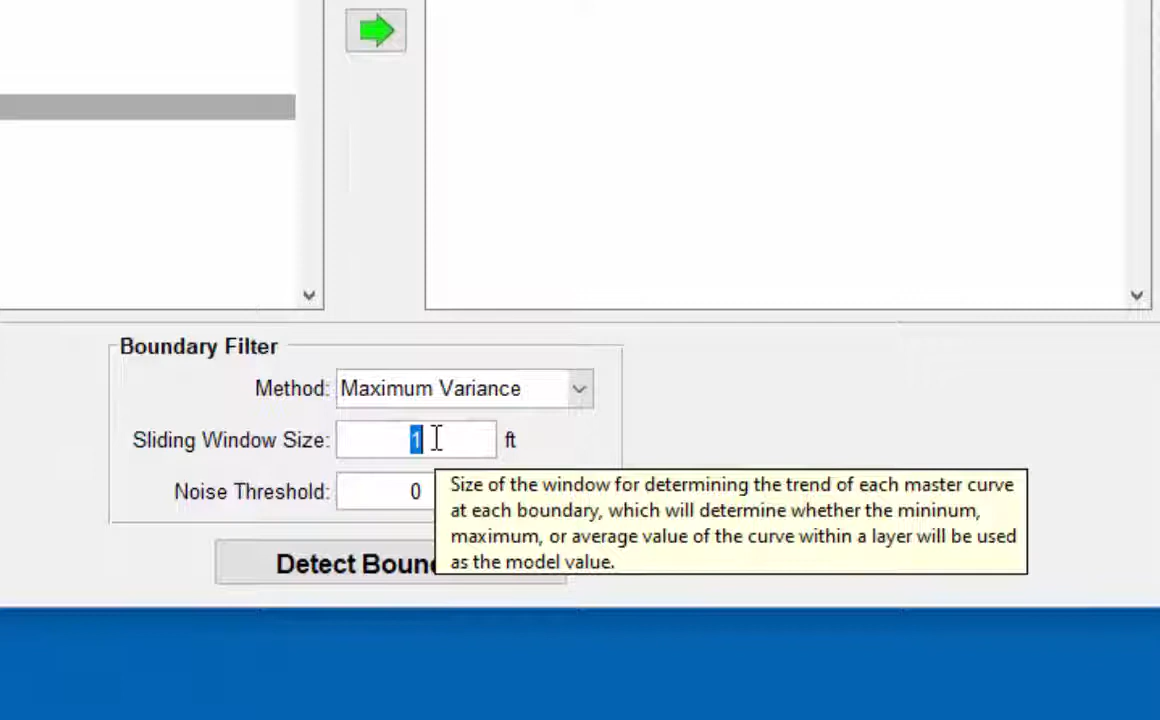 Boundary Filter
Method: Maximum Variance
Sliding Window Size: 1 ft
Noise Threshold: 0
Size of the window for determining the trend of each master curve
at each boundary, which will determine whether the mininum,
maximum, or average value of the curve within a layer will be used
as the model value.
Detect